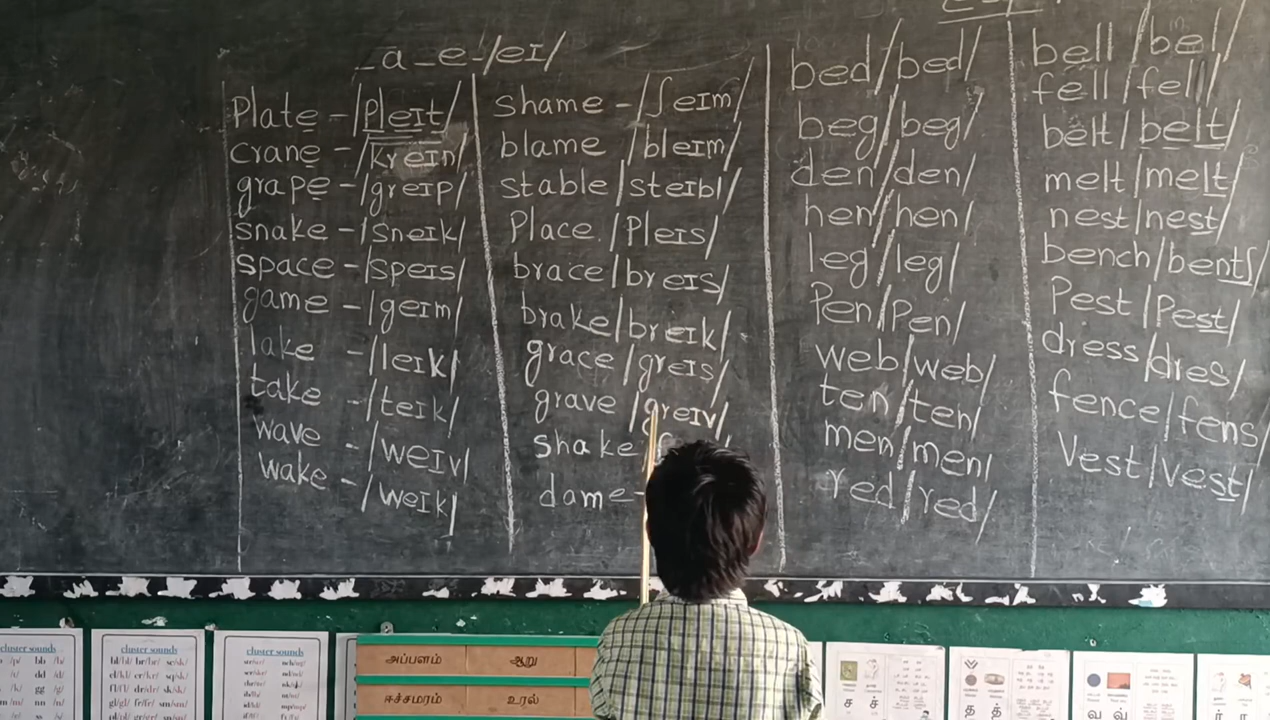 _a_e-/eɪ/
Plate - /pleɪt/
crane - /kreɪn/
grape - /greɪp/
snake - /sneɪk/
space - /speɪs/
game - /geɪm/
lake - /leɪk/
take - /teɪk/
wave - /weɪv/
wake - /weɪk/
shame - /ʃeɪm/
blame /bleɪm/
stable /steɪbl/
Place /Pleɪs/
brace/breɪs/
brake/breɪk/
grace/greɪs/
grave /greɪv/
shake
dame-
bed/bed/
beg/beg/
den/den/
hen/hen/
leg/leg/
Pen/Pen/
web/web/
ten/ten/
men/men/
red/red/
bell/bel/
fell/fel/
belt/belt/
melt/melt/
nest/nest/
bench/bentʃ/
Pest/Pest/
dress/dres/
fence/fens/
Vest/Vest/
cluster sounds
cluster sounds
cluster sounds
அப்பளம் ஆறு
ஈச்சமரம் உரல்
ச ச்
த த்
வ வ்